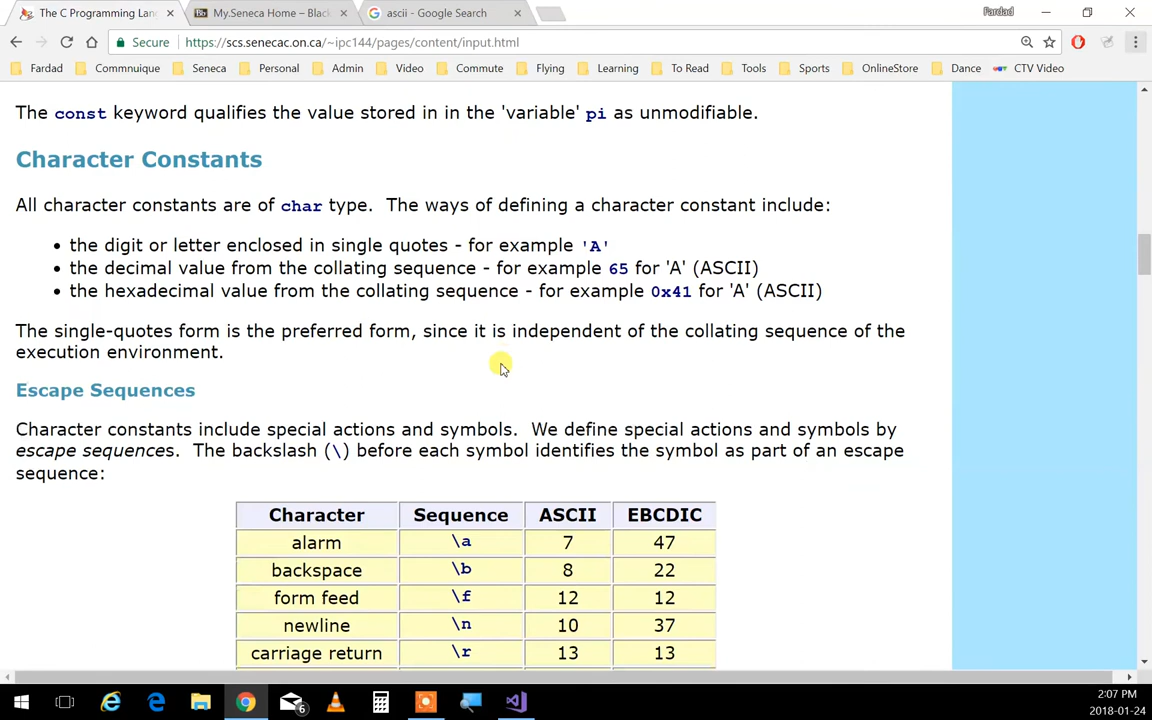 The C Programming Lan
My.Seneca Home – Black
ascii - Google Search
Fardad
Secure
https://scs.senecac.on.ca/~ipc144/pages/content/input.html
Fardad
Commnuique
Seneca
Personal
Admin
Video
Commute
Flying
Learning
To Read
Tools
Sports
OnlineStore
Dance
CTV Video
The const keyword qualifies the value stored in in the 'variable' pi as unmodifiable.
Character Constants
All character constants are of char type. The ways of defining a character constant include:
• the digit or letter enclosed in single quotes - for example 'A'
• the decimal value from the collating sequence - for example 65 for 'A' (ASCII)
• the hexadecimal value from the collating sequence - for example 0x41 for 'A' (ASCII)
The single-quotes form is the preferred form, since it is independent of the collating sequence of the
execution environment.
Escape Sequences
Character constants include special actions and symbols. We define special actions and symbols by
escape sequences. The backslash (\) before each symbol identifies the symbol as part of an escape
sequence:
Character Sequence ASCII EBCDIC
alarm \a 7 47
backspace \b 8 22
form feed \f 12 12
newline \n 10 37
carriage return \r 13 13
6
2:07 PM
2018-01-24